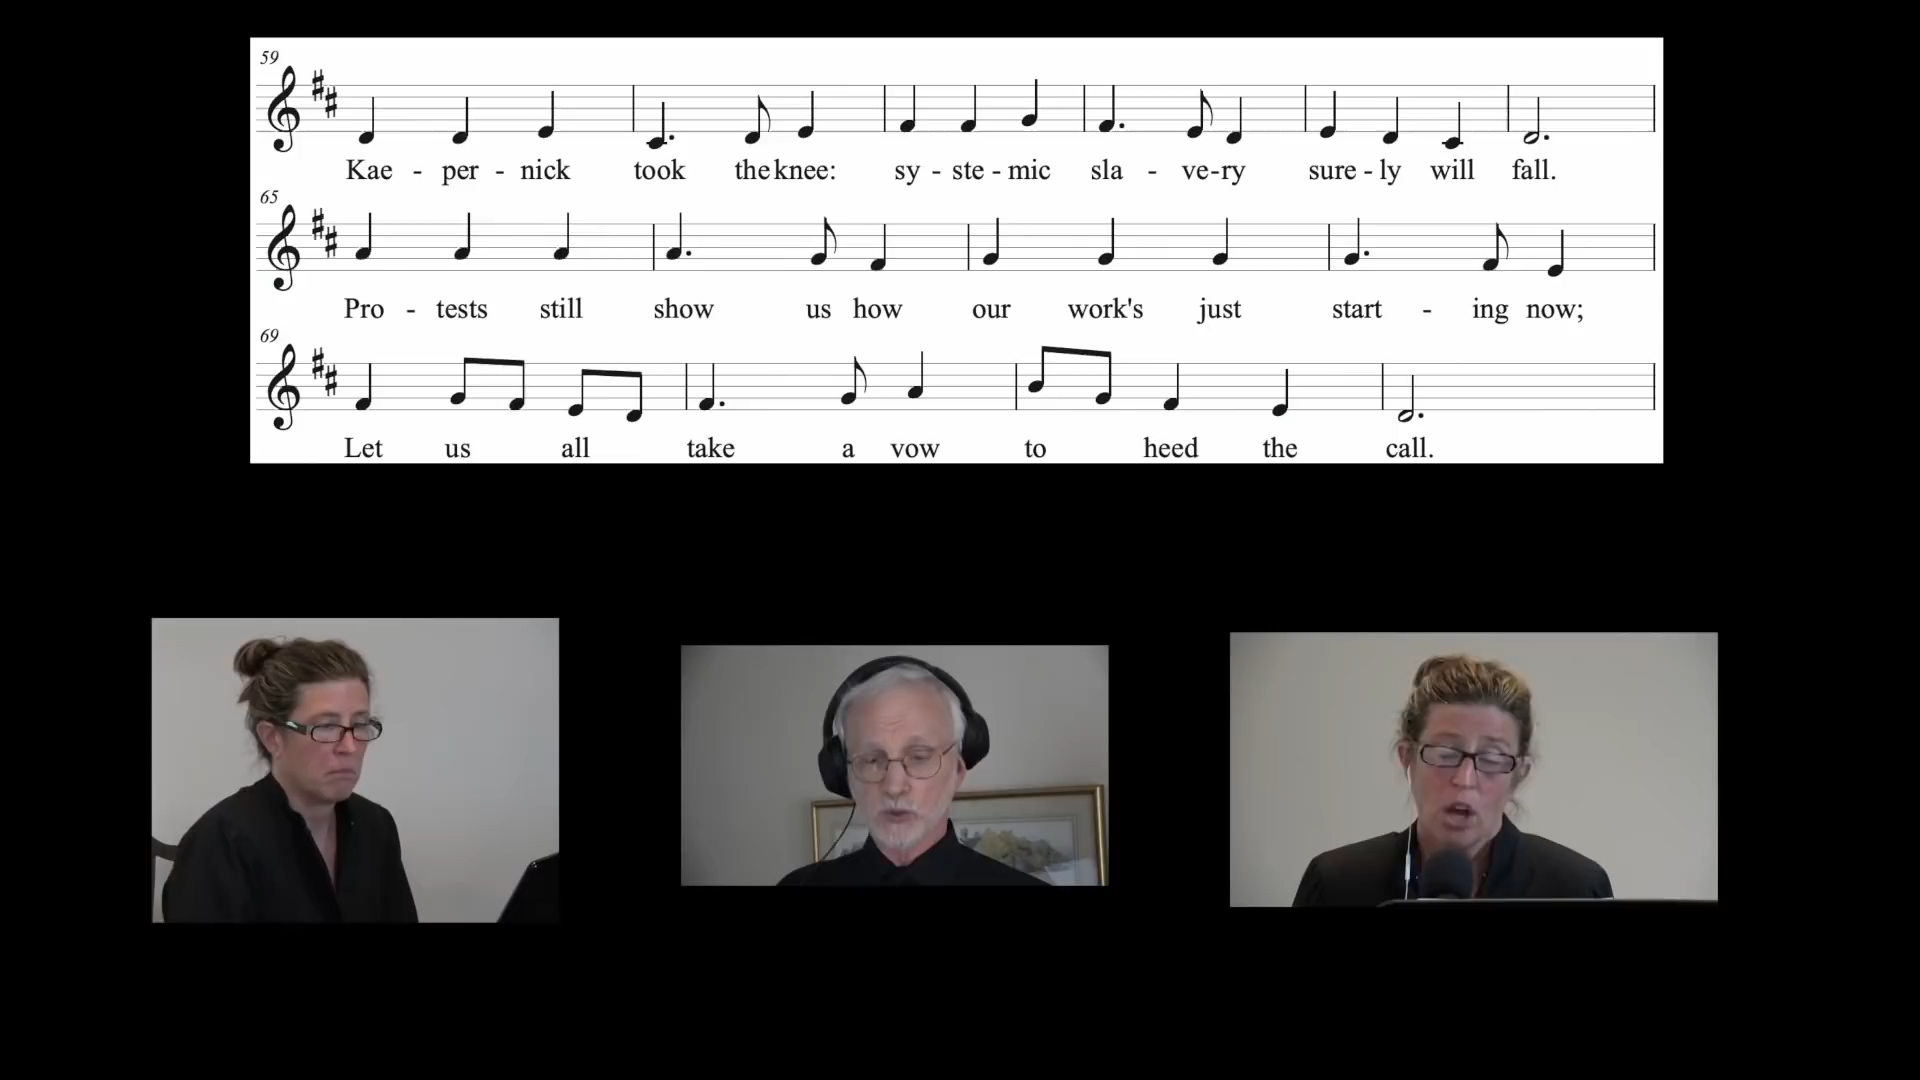 59
Kae - per - nick took the knee: sy - ste - mic sla - ve - ry sure - ly will fall.
65
Pro - tests still show us how our work's just start - ing now;
69
Let us all take a vow to heed the call.